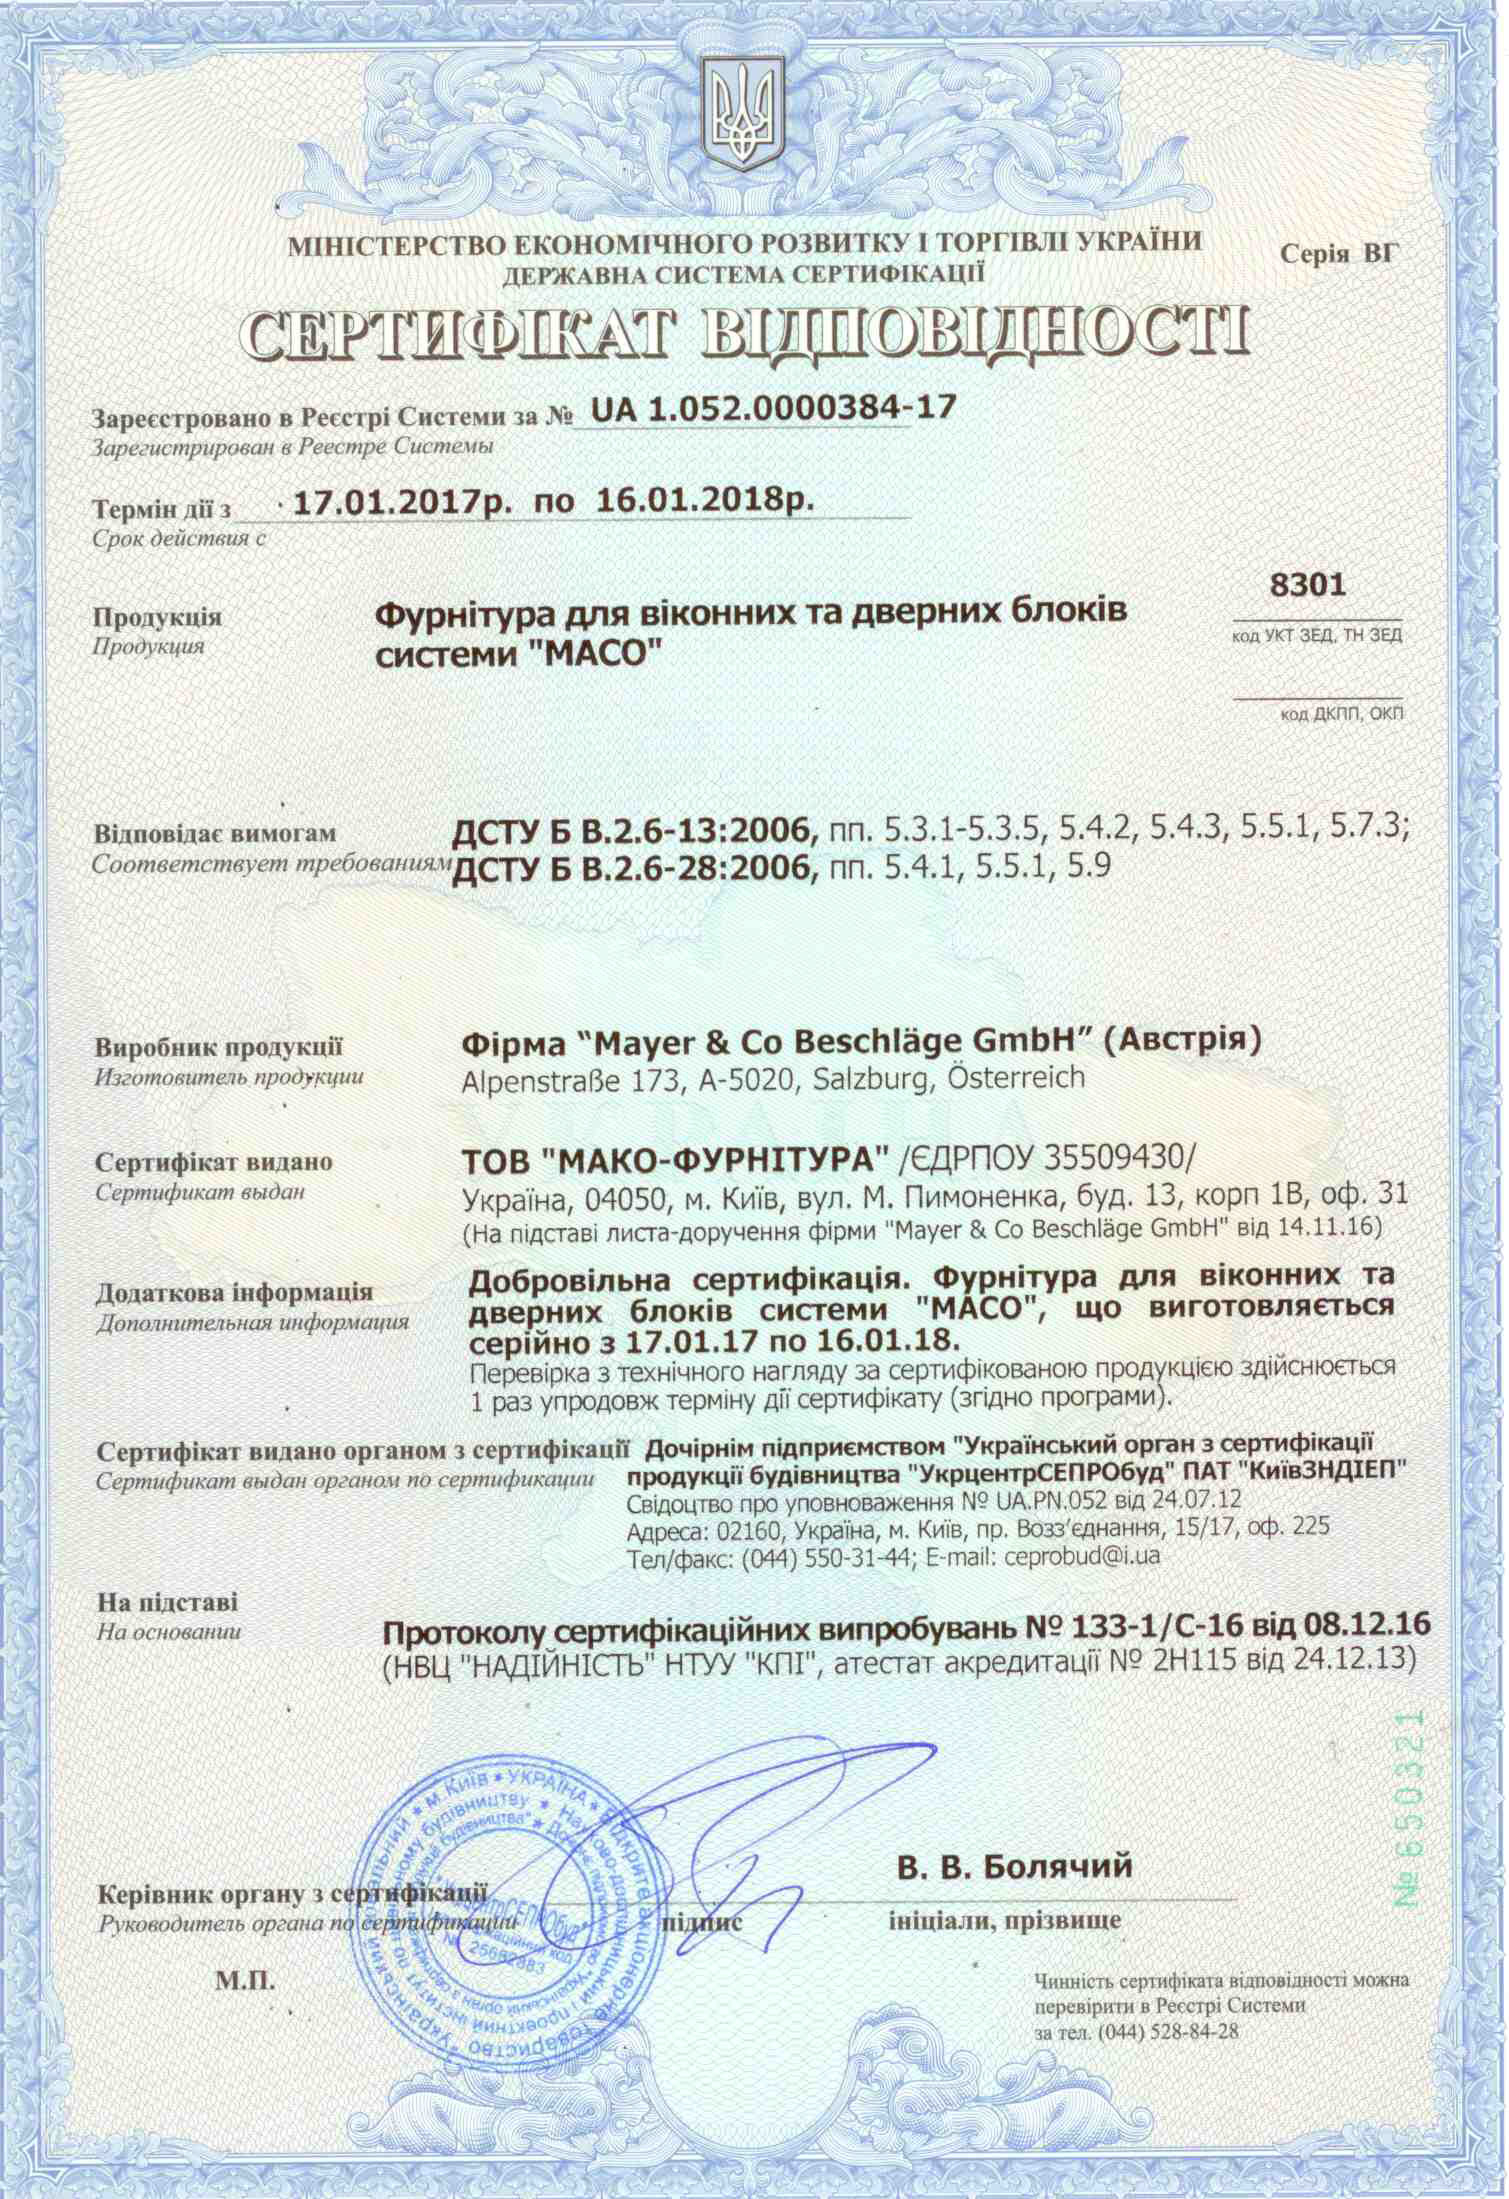 МІНІСТЕРСТВО ЕКОНОМІЧНОГО РОЗВИТКУ І ТОРГІВЛІ УКРАЇНИ
Серія ВГ
ДЕРЖАВНА СИСТЕМА СЕРТИФІКАЦІЇ
СЕРТИФІКАТ ВІДПОВІДНОСТІ
Зареєстровано в Реєстрі Системи за № UA 1.052.0000384-17
Зарегистрирован в Реестре Системы
Термін дії з 17.01.2017р. по 16.01.2018р.
Срок действия с
8301
Продукція Фурнітура для віконних та дверних блоків
код УКТ ЗЕД, ТН ЗЕД
Продукция системи "МАСО"
код ДКПП, ОКП
Відповідає вимогам ДСТУ Б В.2.6-13:2006, пп. 5.3.1-5.3.5, 5.4.2, 5.4.3, 5.5.1, 5.7.3;
Соответствует требованиям ДСТУ Б В.2.6-28:2006, пп. 5.4.1, 5.5.1, 5.9
Виробник продукції Фірма “Mayer & Co Beschläge GmbH” (Австрія)
Изготовитель продукции Alpenstraße 173, A-5020, Salzburg, Österreich
УКРАЇНА
Сертифікат видано ТОВ "МАКО-ФУРНІТУРА" /ЄДРПОУ 35509430/
Сертификат выдан Україна, 04050, м. Київ, вул. М. Пимоненка, буд. 13, корп 1В, оф. 31
(На підставі листа-доручення фірми "Mayer & Co Beschläge GmbH" від 14.11.16)
Додаткова інформація Добровільна сертифікація. Фурнітура для віконних та
Дополнительная информация дверних блоків системи "МАСО", що виготовляється
серійно з 17.01.17 по 16.01.18.
Перевірка з технічного нагляду за сертифікованою продукцією здійснюється
1 раз упродовж терміну дії сертифікату (згідно програми).
Сертифікат видано органом з сертифікації Дочірнім підприємством "Український орган з сертифікації
Сертификат выдан органом по сертификации продукції будівництва "УкрцентрСЕПРОбуд" ПАТ "КиївЗНДІЕП"
Свідоцтво про уповноваження № UA.PN.052 від 24.07.12
Адреса: 02160, Україна, м. Київ, пр. Возз’єднання, 15/17, оф. 225
Тел/факс: (044) 550-31-44; E-mail: ceprobud@i.ua
На підставі
На основании
Протоколу сертифікаційних випробувань № 133-1/С-16 від 08.12.16
(НВЦ "НАДІЙНІСТЬ" НТУУ "КПІ", атестат акредитації № 2Н115 від 24.12.13)
№ 650321
В. В. Болячий
Керівник органу з сертифікації
Руководитель органа по сертификации
підпис
ініціали, прізвище
М.П.
Чинність сертифіката відповідності можна
перевірити в Реєстрі Системи
за тел. (044) 528-84-28
м. Київ * УКРАЇНА * Відкрите акціонерне товариство